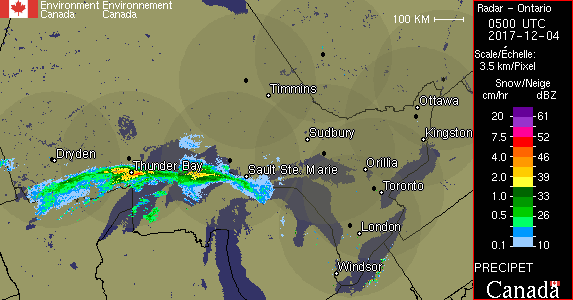 Environment Environnement
Canada Canada
100 KM
Timmins
Ottawa
Sudbury
Kingston
Dryden
Thunder Bay
Sault Ste. Marie
Orillia
Toronto
London
Windsor
Radar - Ontario
0500 UTC
2017-12-04
Scale/Échelle:
3.5 km/Pixel
Snow/Neige
cm/hr dBZ
20 61
7.5 52
4.0 46
2.0 39
1.0 33
0.5 26
0.1 10
PRECIPET
Canada